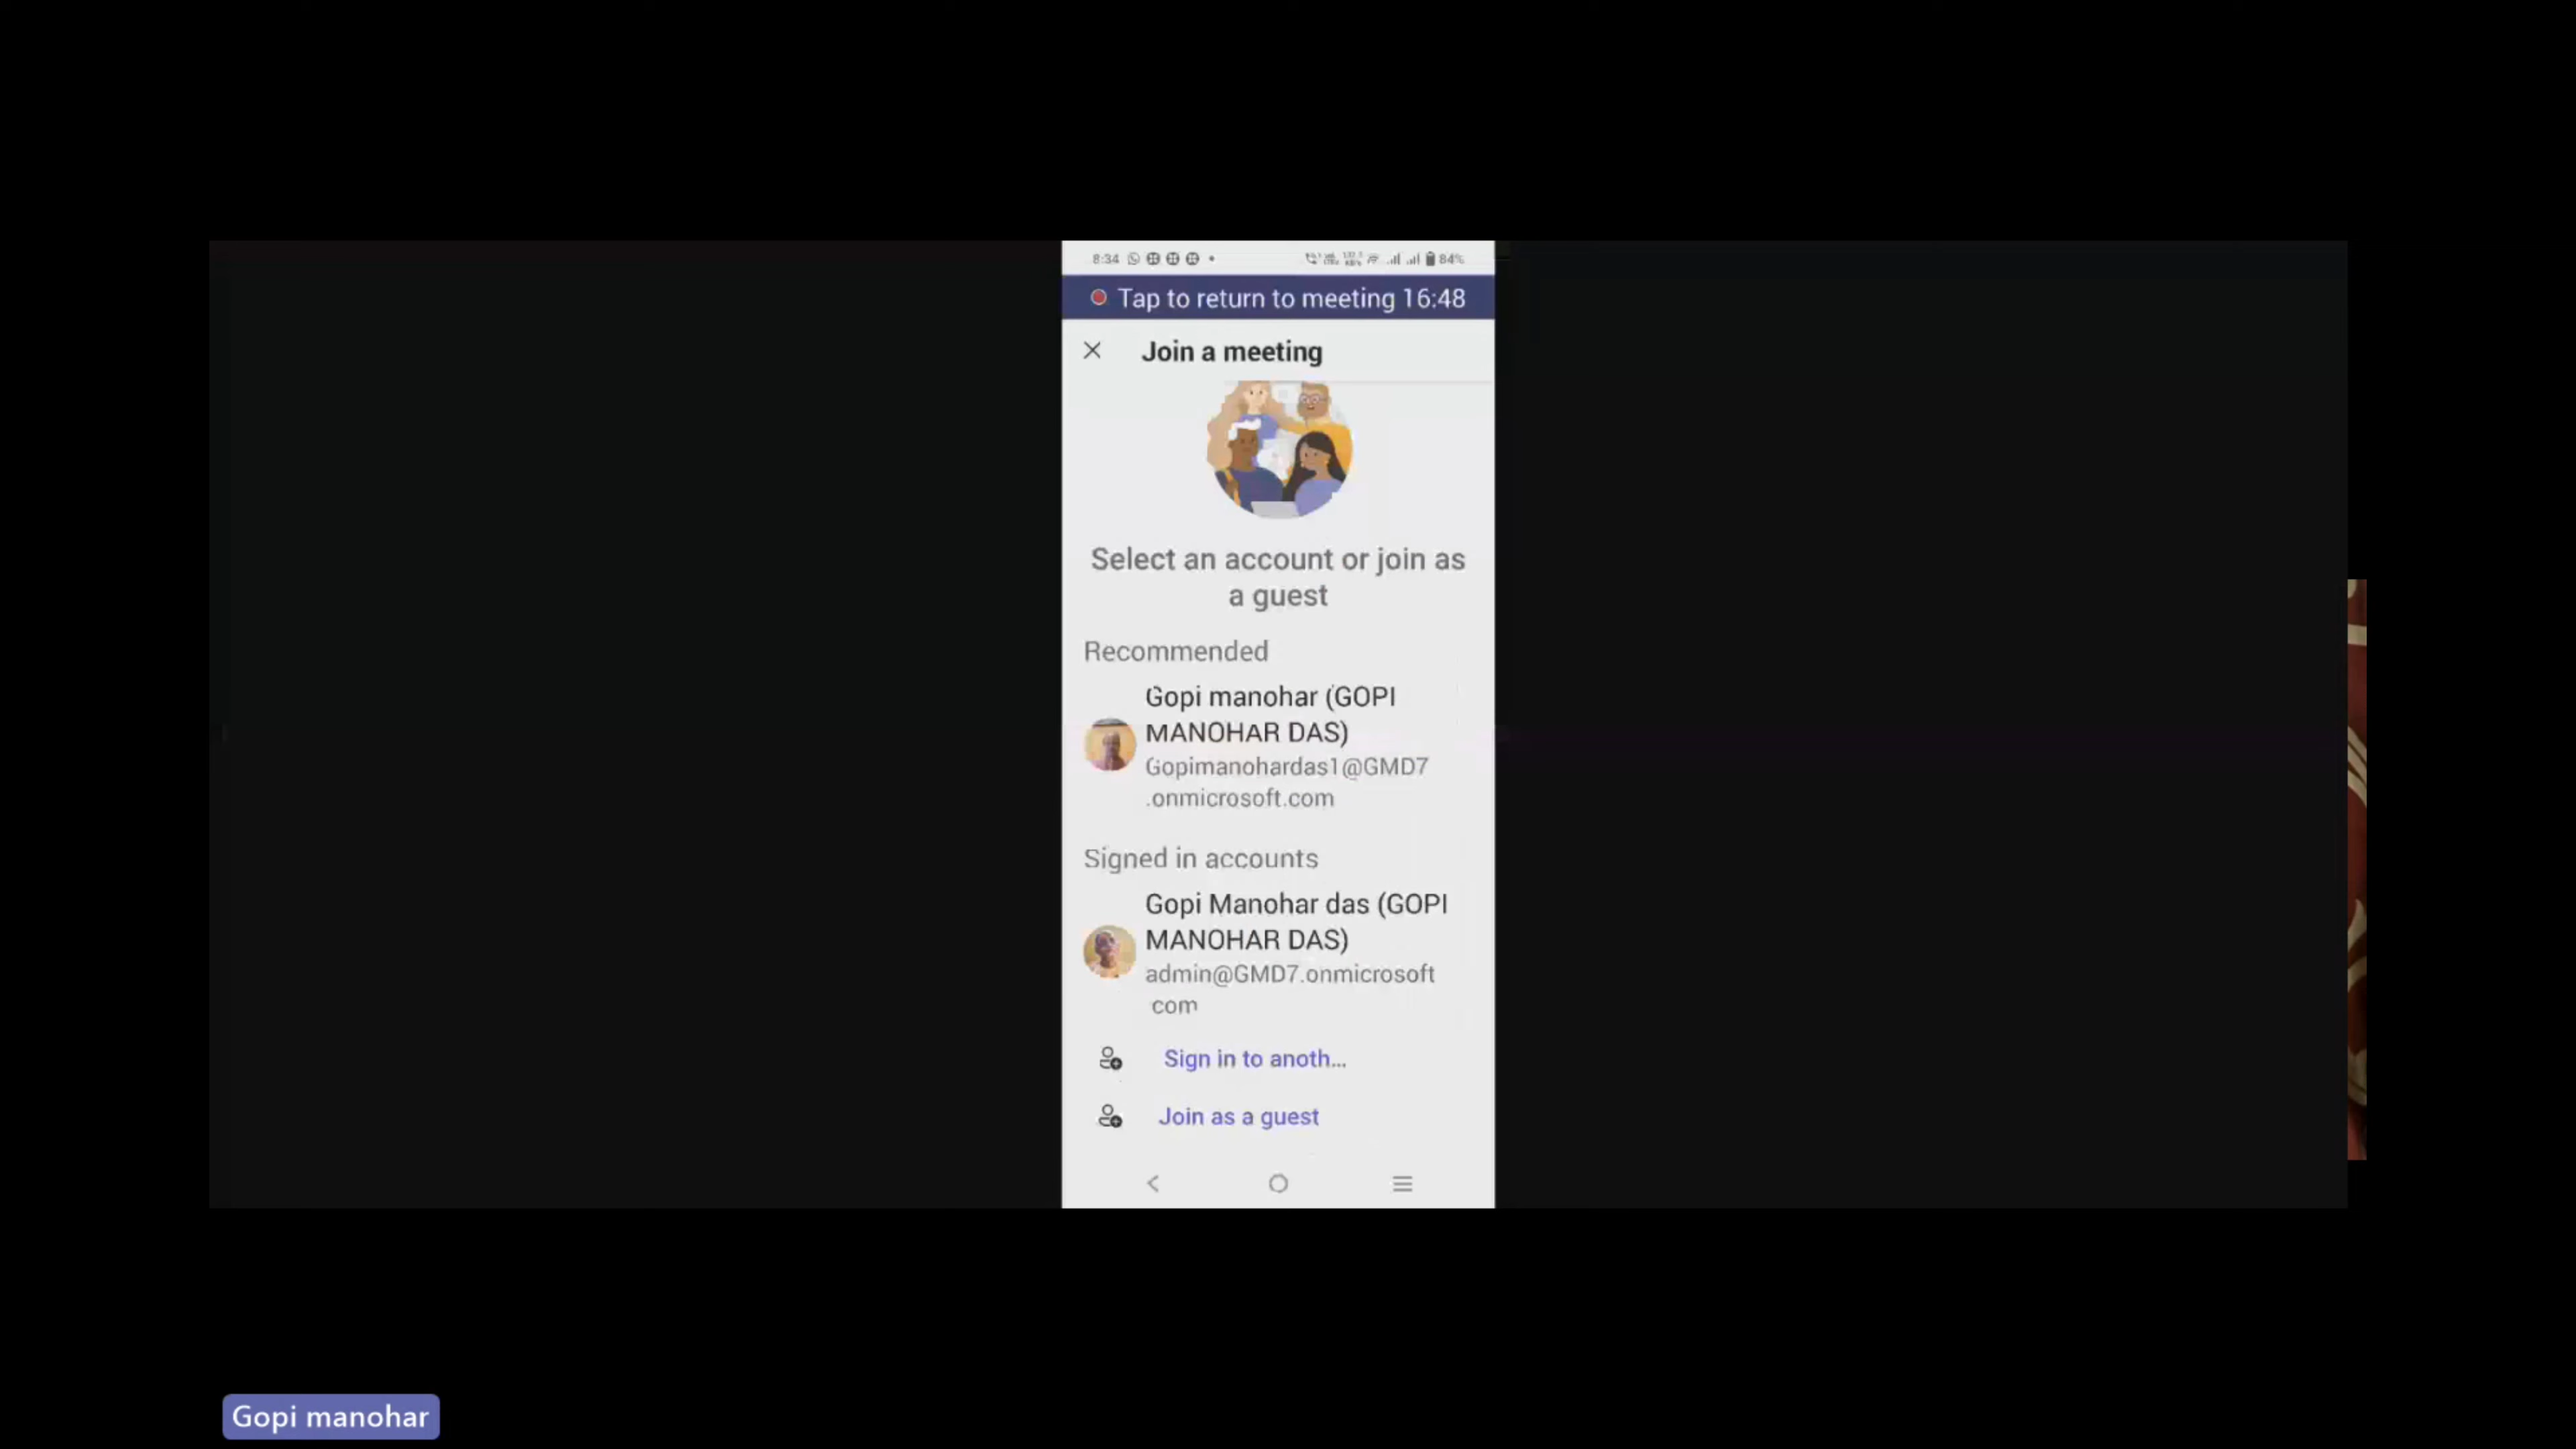 8:34
84%
Tap to return to meeting 16:48
Join a meeting
Select an account or join as
a guest
Recommended
Gopi manohar (GOPI
MANOHAR DAS)
Gopimanohardas1@GMD7
.onmicrosoft.com
Signed in accounts
Gopi Manohar das (GOPI
MANOHAR DAS)
admin@GMD7.onmicrosoft
com
Sign in to anoth...
Join as a guest
Gopi manohar